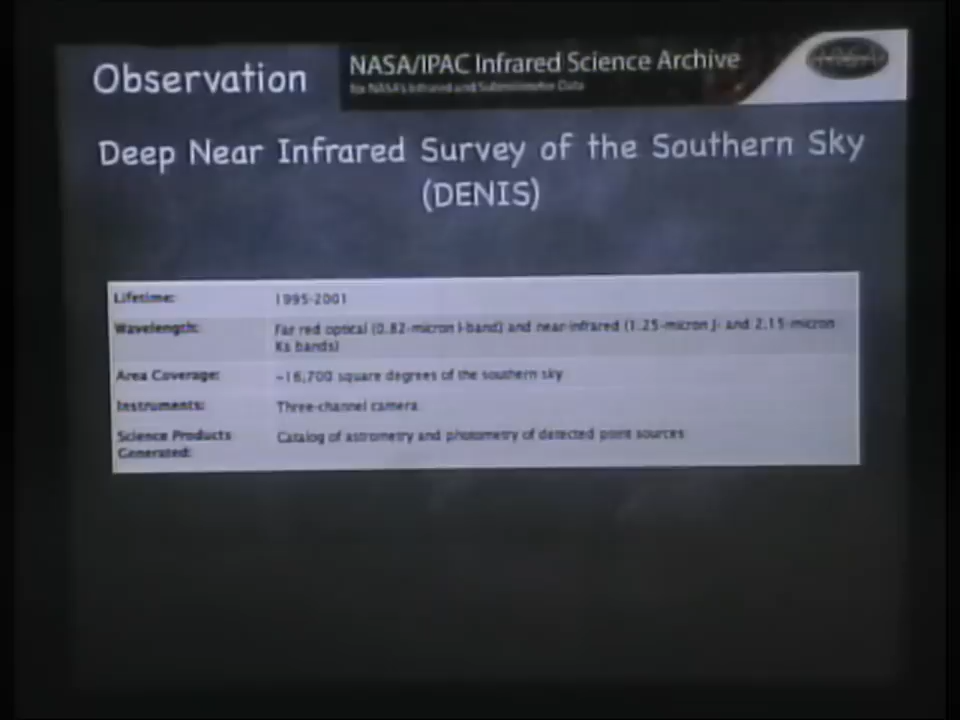 Observation
NASA/IPAC Infrared Science Archive
for NASA's Infrared and Submillimeter Data
Deep Near Infrared Survey of the Southern Sky
(DENIS)
Lifetime: 1995-2001
Wavelength: Far red optical (0.82-micron I-band) and near-infrared (1.25-micron J- and 2.15-micron
Ks bands)
Area Coverage: ~16,700 square degrees of the southern sky
Instruments: Three-channel camera
Science Products Catalog of astrometry and photometry of detected point sources
Generated: